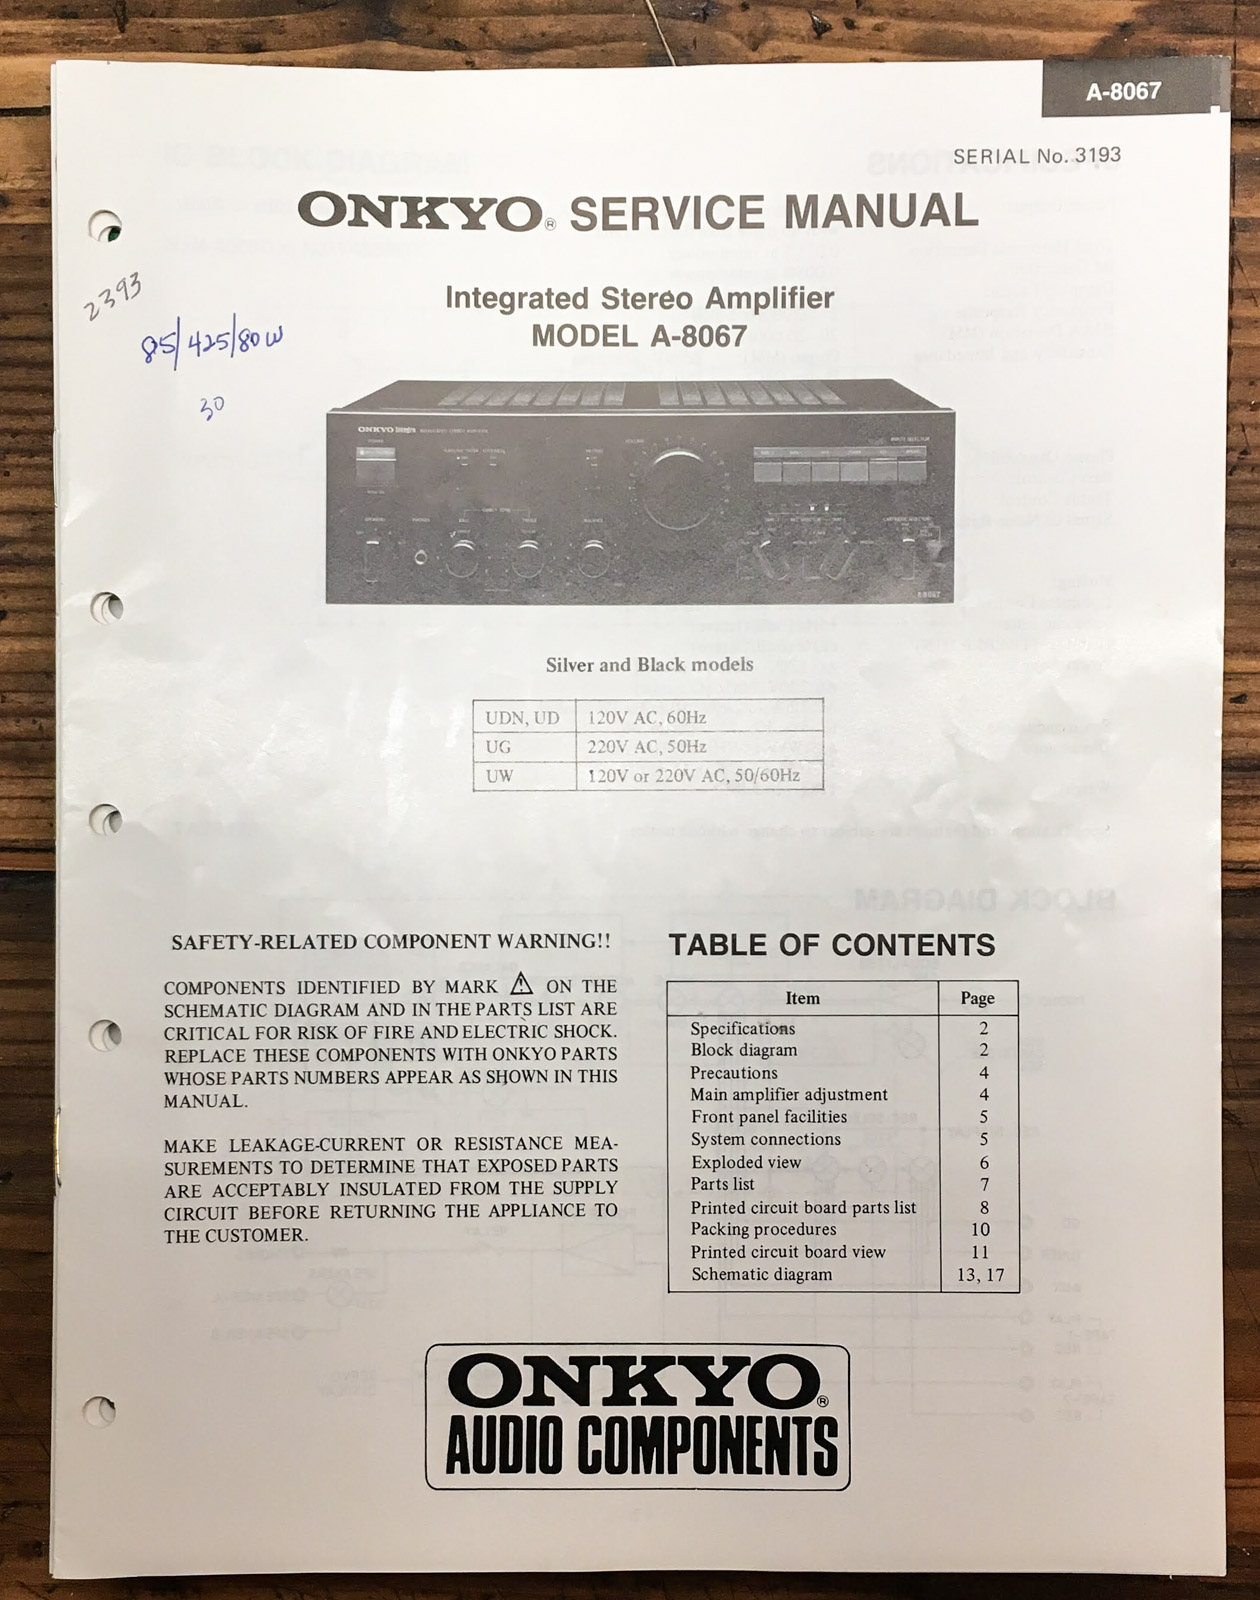 A-8067
SERIAL No. 3193
ONKYO® SERVICE MANUAL
2393
85/425/80W
30
Integrated Stereo Amplifier
MODEL A-8067
ONKYO Integra
A-8067
Silver and Black models
UDN, UD 120V AC, 60Hz
UG 220V AC, 50Hz
UW 120V or 220V AC, 50/60Hz
SAFETY-RELATED COMPONENT WARNING!!
COMPONENTS IDENTIFIED BY MARK ⚠ ON THE
SCHEMATIC DIAGRAM AND IN THE PARTS LIST ARE
CRITICAL FOR RISK OF FIRE AND ELECTRIC SHOCK.
REPLACE THESE COMPONENTS WITH ONKYO PARTS
WHOSE PARTS NUMBERS APPEAR AS SHOWN IN THIS
MANUAL.
MAKE LEAKAGE-CURRENT OR RESISTANCE MEA-
SUREMENTS TO DETERMINE THAT EXPOSED PARTS
ARE ACCEPTABLY INSULATED FROM THE SUPPLY
CIRCUIT BEFORE RETURNING THE APPLIANCE TO
THE CUSTOMER.
TABLE OF CONTENTS
Item Page
Specifications 2
Block diagram 2
Precautions 4
Main amplifier adjustment 4
Front panel facilities 5
System connections 5
Exploded view 6
Parts list 7
Printed circuit board parts list 8
Packing procedures 10
Printed circuit board view 11
Schematic diagram 13, 17
ONKYO®
AUDIO COMPONENTS